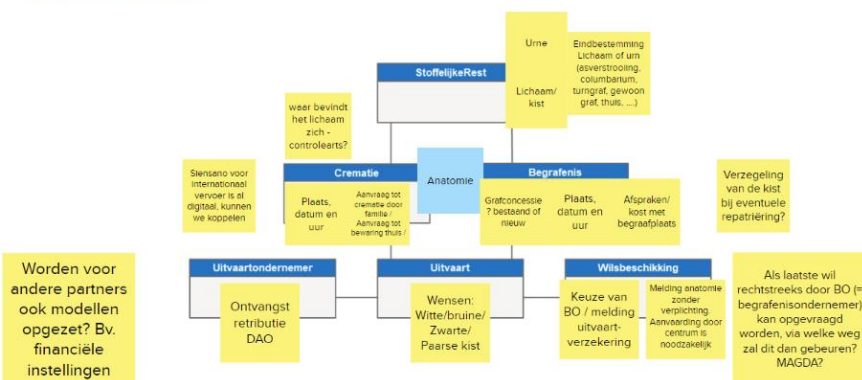 Urne
Lichaam/
kist
Eindbestemming
Lichaam of urn
(asverstrooiing,
columbarium,
turngraf, gewoon
graf, thuis, ....)
StoffelijkeRest
waar bevindt
het lichaam
zich -
controlearts?
Siensano voor
internationaal
vervoer is al
digitaal, kunnen
we koppelen
Crematie
Plaats,
datum en
uur
Aanvraag tot
crematie door
familie /
Aanvraag tot
bewaring thuis /
Anatomie
Begrafenis
Grafconcessie
? bestaand of
nieuw
Plaats,
datum en
uur
Afspraken/
kost met
begraafplaats
Verzegeling
van de kist
bij eventuele
repatriëring?
Worden voor
andere partners
ook modellen
opgezet? Bv.
financiële
instellingen
Uitvaartondernemer
Ontvangst
retributie
DAO
Uitvaart
Wensen:
Witte/bruine/
Zwarte/
Paarse kist
Wilsbeschikking
Keuze van
BO / melding
uitvaart-
verzekering
Melding anatomie
zonder
verplichting.
Aanvaarding door
centrum is
noodzakelijk
Als laatste wil
rechtstreeks door BO (=
begrafenisondernemer)
kan opgevraagd
worden, via welke weg
zal dit dan gebeuren?
MAGDA?